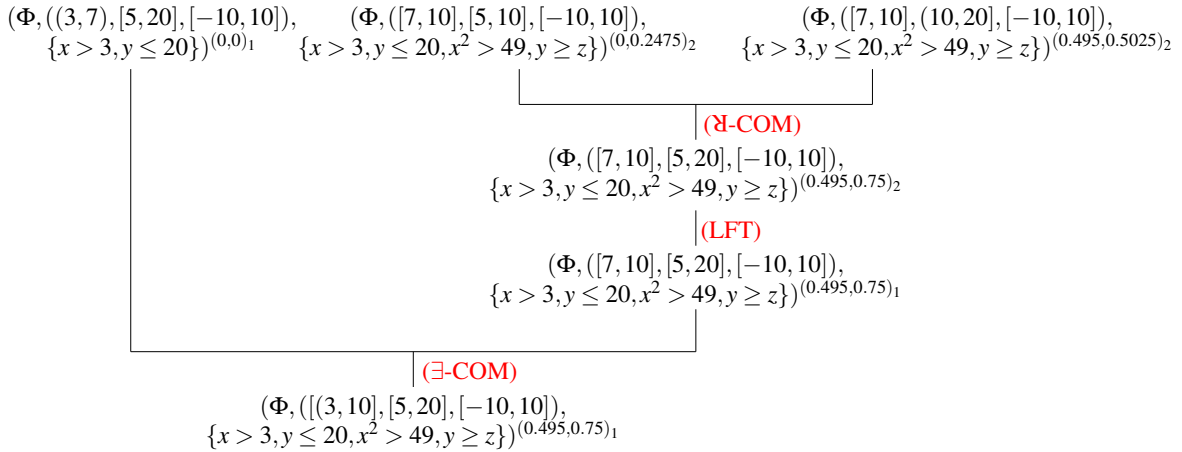 (Φ, ((3,7), [5,20], [−10,10]),
{x > 3, y ≤ 20})^{(0,0)_1}
(Φ, ([7,10], [5,10], [−10,10]),
{x > 3, y ≤ 20, x² > 49, y ≥ z})^{(0,0.2475)_2}
(Φ, ([7,10], (10,20], [−10,10]),
{x > 3, y ≤ 20, x² > 49, y ≥ z})^{(0.495,0.5025)_2}
(Я-COM)
(Φ, ([7,10], [5,20], [−10,10]),
{x > 3, y ≤ 20, x² > 49, y ≥ z})^{(0.495,0.75)_2}
(LFT)
(Φ, ([7,10], [5,20], [−10,10]),
{x > 3, y ≤ 20, x² > 49, y ≥ z})^{(0.495,0.75)_1}
(∃-COM)
(Φ, ([(3,10], [5,20], [−10,10]),
{x > 3, y ≤ 20, x² > 49, y ≥ z})^{(0.495,0.75)_1}